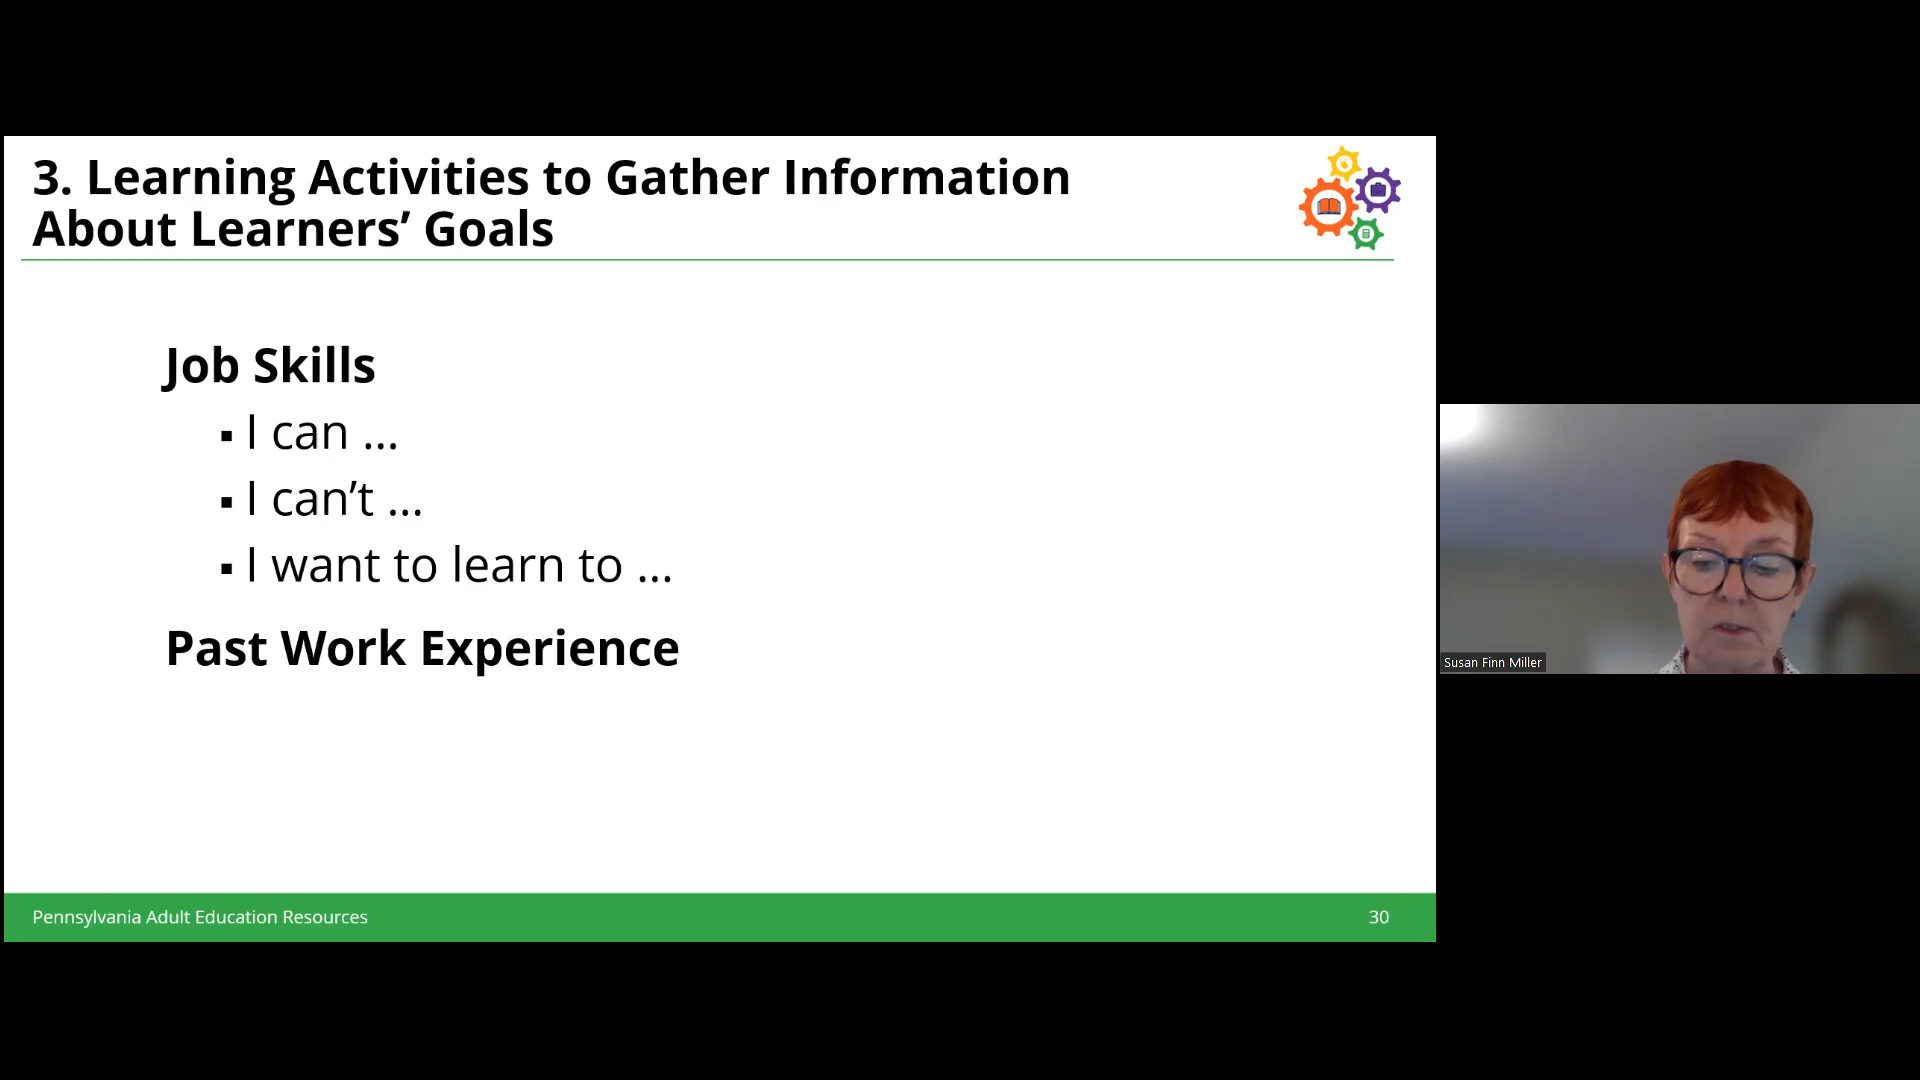 3. Learning Activities to Gather Information
About Learners’ Goals
Job Skills
▪ I can …
▪ I can’t …
▪ I want to learn to …
Past Work Experience
Susan Finn Miller
Pennsylvania Adult Education Resources
30